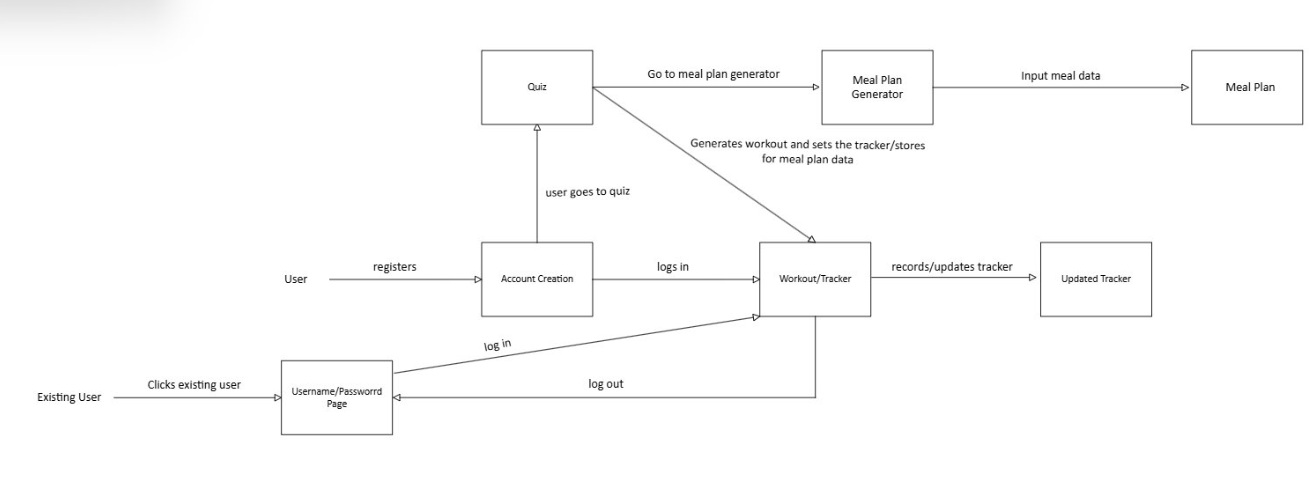 Quiz
Go to meal plan generator
Meal Plan
Generator
Input meal data
Meal Plan
Generates workout and sets the tracker/stores
for meal plan data
user goes to quiz
User
registers
Account Creation
logs in
Workout/Tracker
records/updates tracker
Updated Tracker
log in
Existing User
Clicks existing user
Username/Passworrd
Page
log out